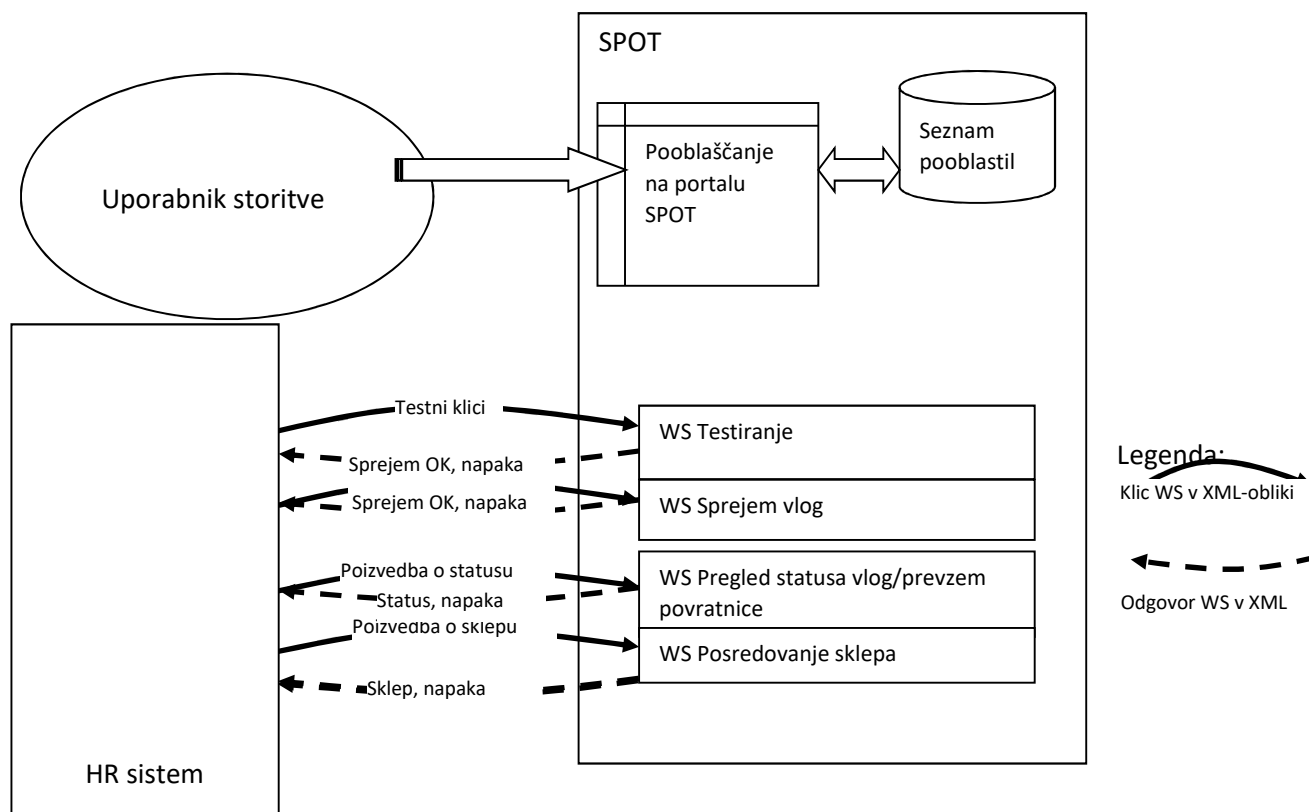 SPOT
Uporabnik storitve
Pooblaščanje
na portalu
SPOT
Seznam
pooblastil
Testni klici
Sprejem OK, napaka
Sprejem OK, napaka
Poizvedba o statusu
Status, napaka
Poizvedba o sklepu
Sklep, napaka
WS Testiranje
WS Sprejem vlog
WS Pregled statusa vlog/prevzem
povratnice
WS Posredovanje sklepa
HR sistem
Legenda:
Klic WS v XML-obliki
Odgovor WS v XML